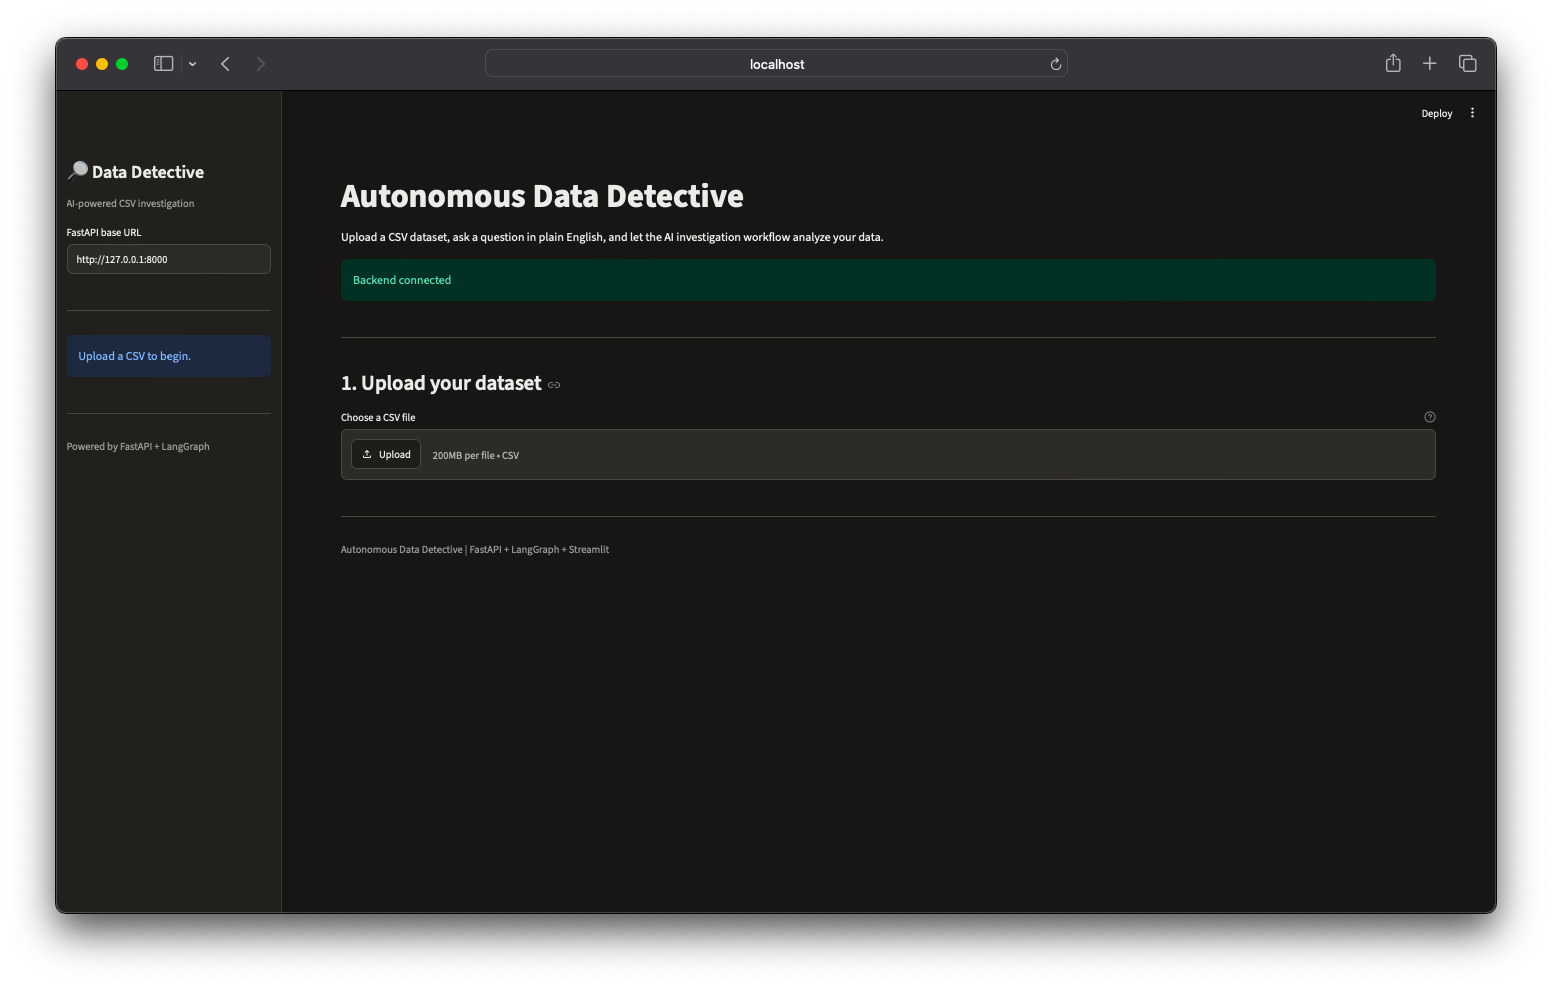 localhost
Deploy
Data Detective
AI-powered CSV investigation
FastAPI base URL
http://127.0.0.1:8000
Upload a CSV to begin.
Powered by FastAPI + LangGraph
Autonomous Data Detective
Upload a CSV dataset, ask a question in plain English, and let the AI investigation workflow analyze your data.
Backend connected
1. Upload your dataset
Choose a CSV file
Upload
200MB per file • CSV
Autonomous Data Detective | FastAPI + LangGraph + Streamlit